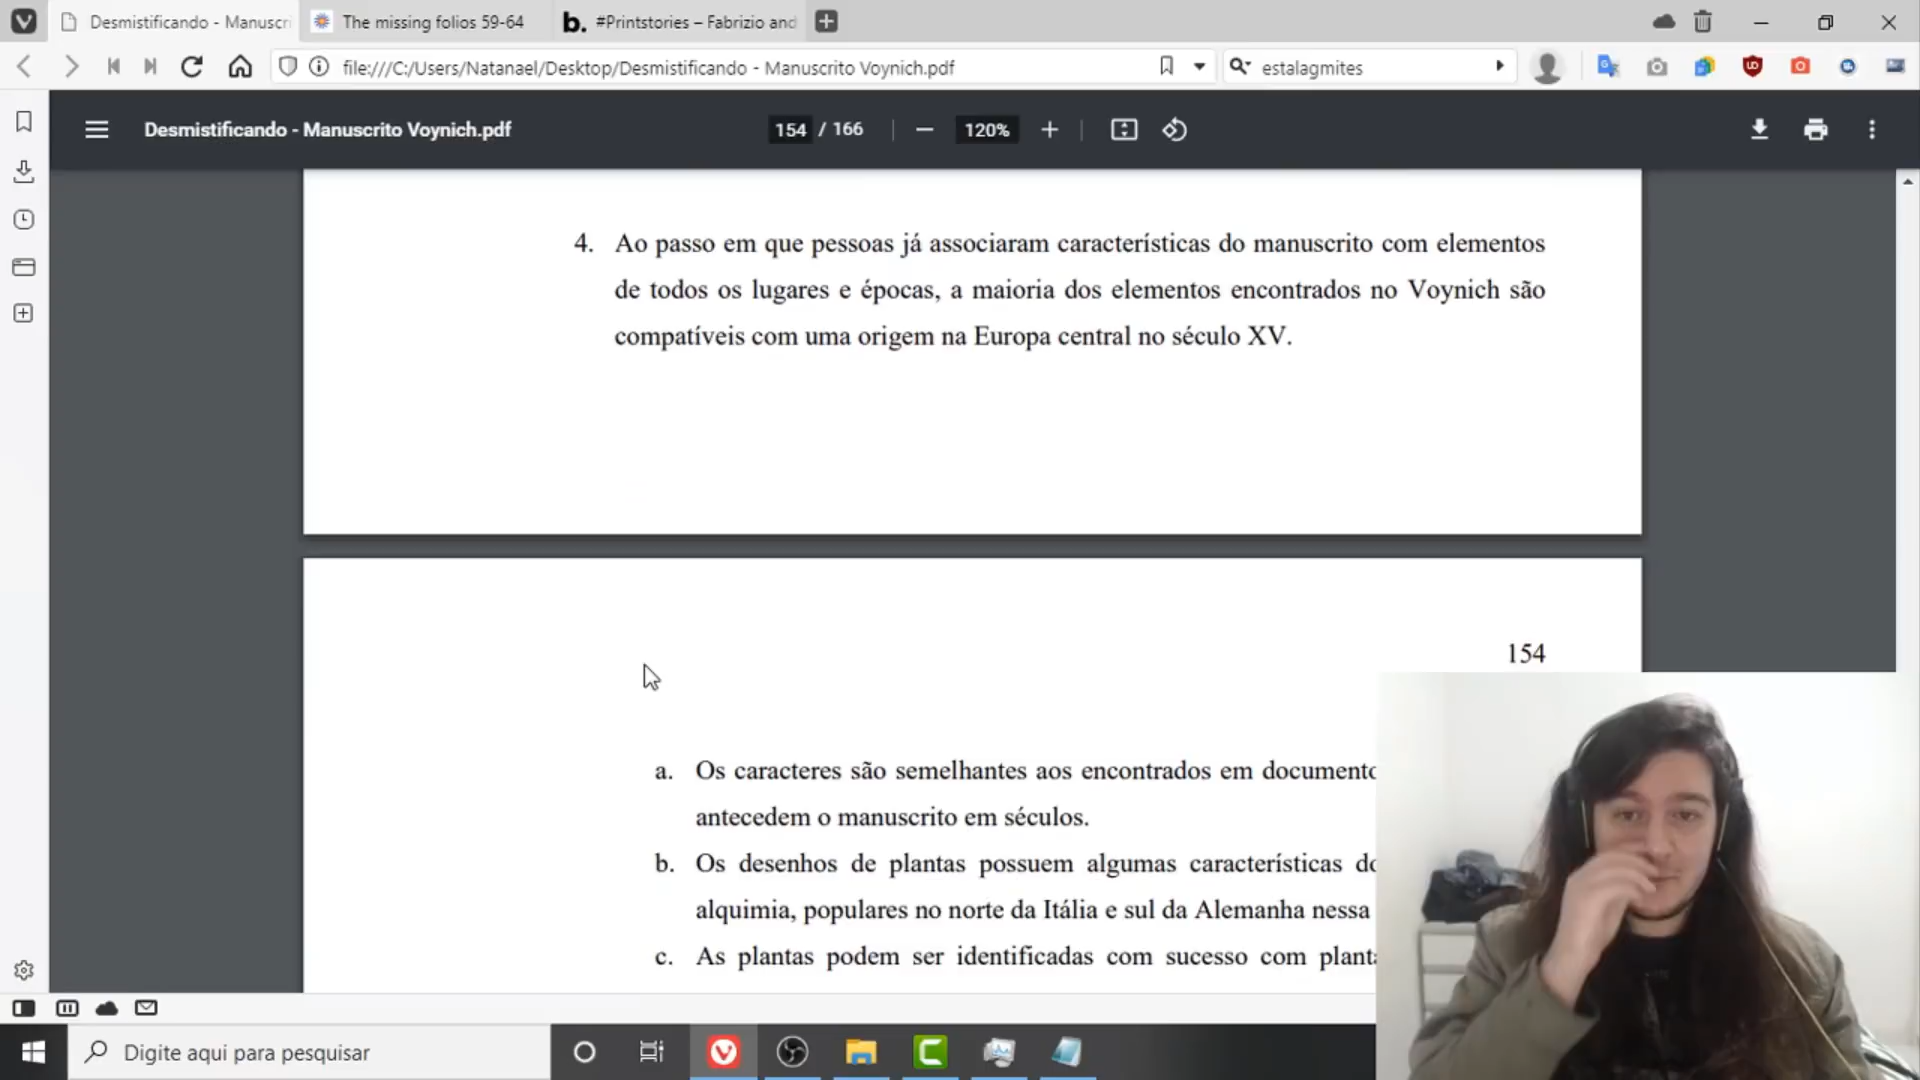 Desmistificando - Manuscri
The missing folios 59-64
b. #Printstories – Fabrizio and
file:///C:/Users/Natanael/Desktop/Desmistificando - Manuscrito Voynich.pdf
estalagmites
Desmistificando - Manuscrito Voynich.pdf
154 / 166
120%
4. Ao passo em que pessoas já associaram características do manuscrito com elementos
de todos os lugares e épocas, a maioria dos elementos encontrados no Voynich são
compatíveis com uma origem na Europa central no século XV.
154
a. Os caracteres são semelhantes aos encontrados em documento
antecedem o manuscrito em séculos.
b. Os desenhos de plantas possuem algumas características do
alquimia, populares no norte da Itália e sul da Alemanha nessa
c. As plantas podem ser identificadas com sucesso com planta
Digite aqui para pesquisar